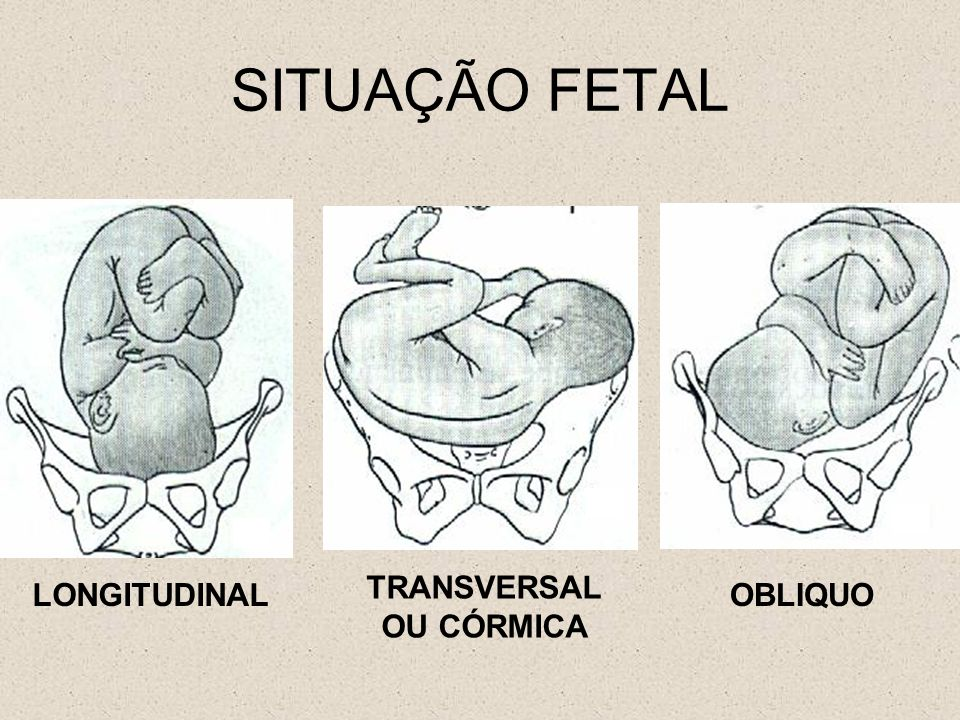 SITUAÇÃO FETAL
LONGITUDINAL
TRANSVERSAL
OU CÓRMICA
OBLIQUO